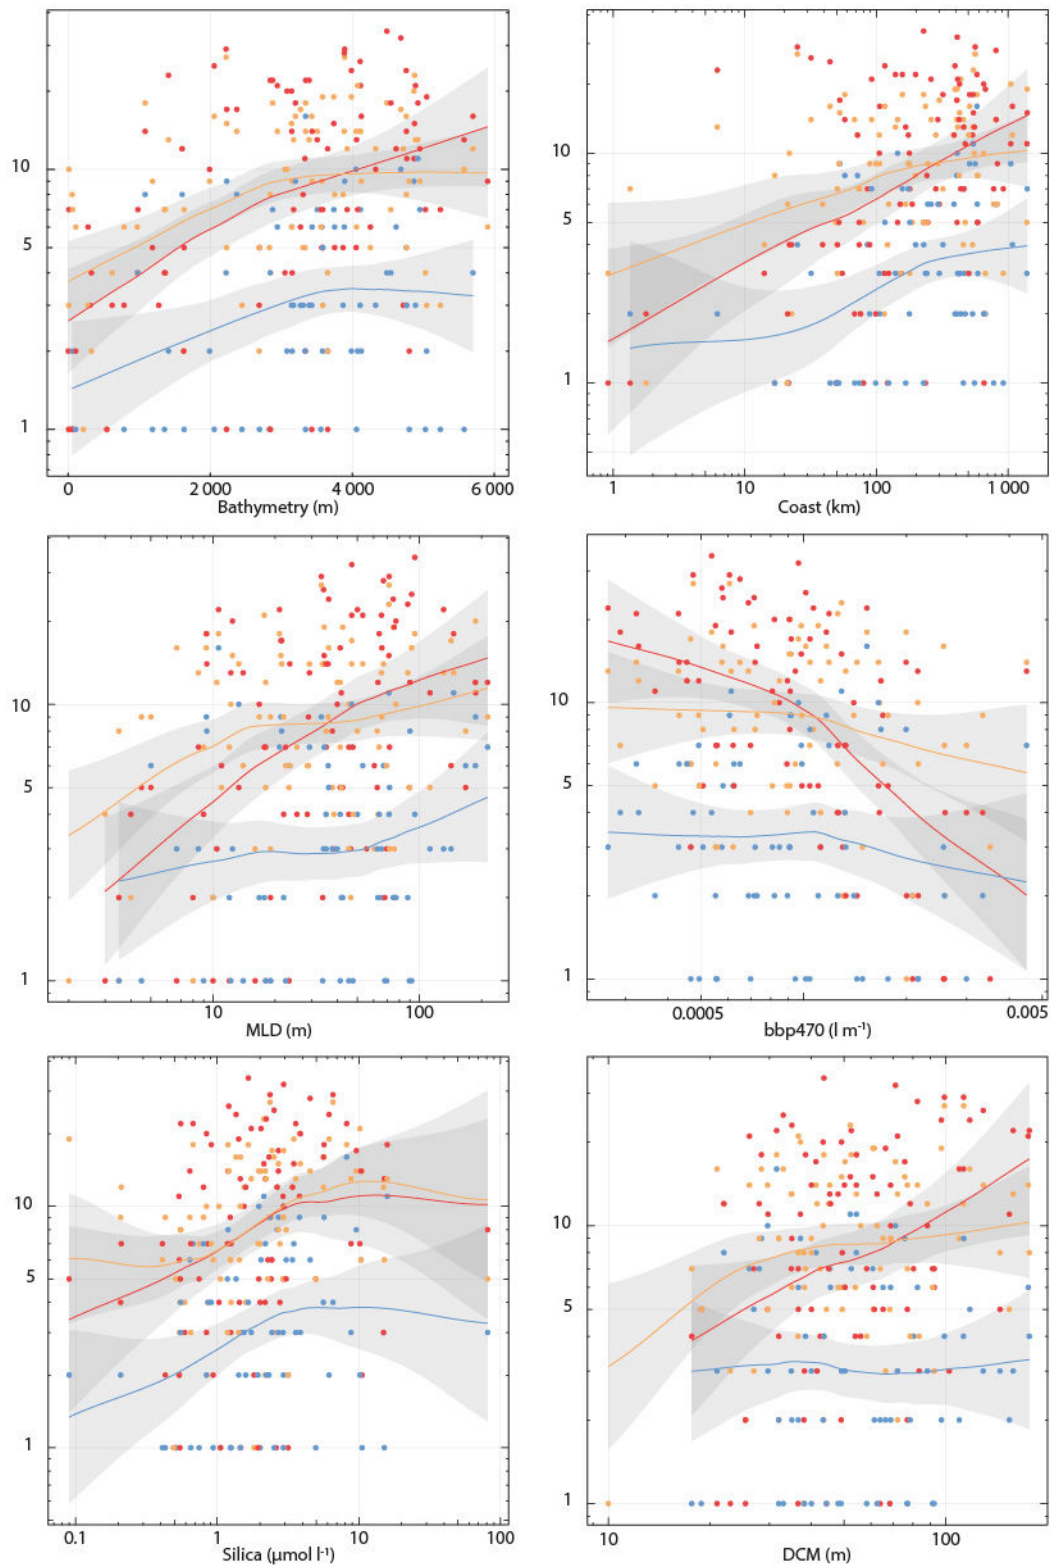 10
5
1
0 2 000 4 000 6 000
Bathymetry (m)
10
5
1
1 10 100 1 000
Coast (km)
10
5
1
10 100
MLD (m)
10
5
1
0.0005 0.005
bbp470 (l m⁻¹)
10
5
1
0.1 1 10 100
Silica (µmol l⁻¹)
10
5
1
10 100
DCM (m)